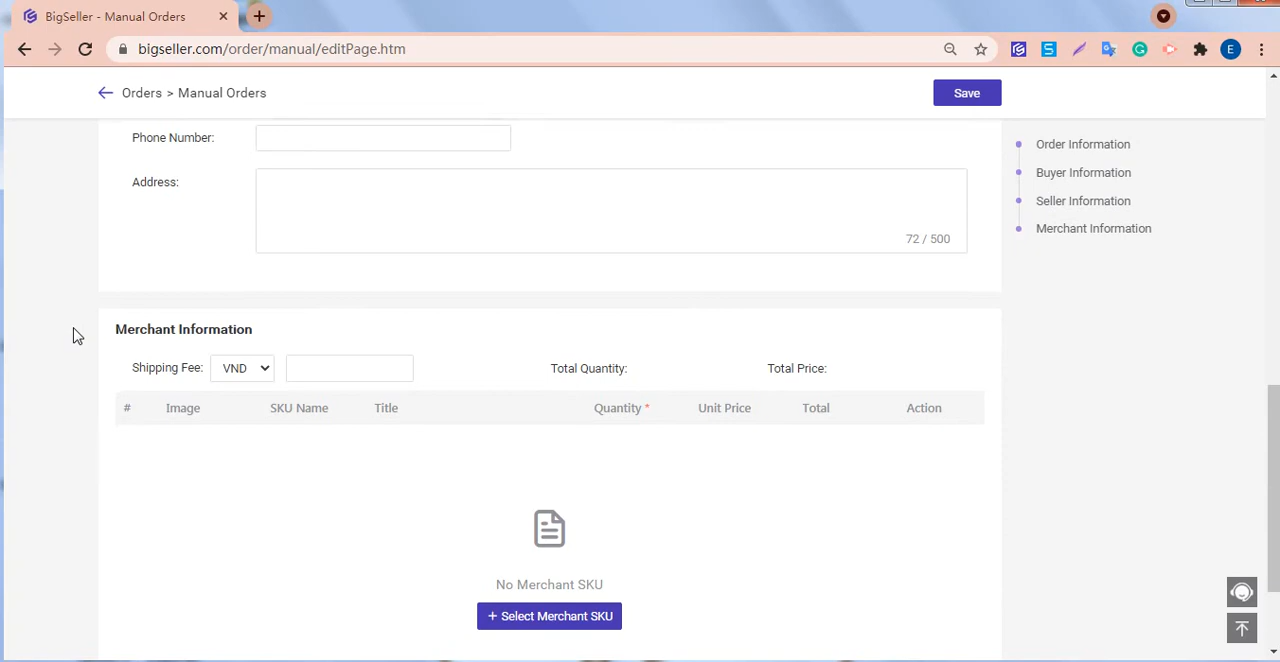 BigSeller - Manual Orders
bigseller.com/order/manual/editPage.htm
E
Orders > Manual Orders
Save
Phone Number:
Address:
72 / 500
Order Information
Buyer Information
Seller Information
Merchant Information
Merchant Information
Shipping Fee: VND Total Quantity: Total Price:
# Image SKU Name Title Quantity * Unit Price Total Action
No Merchant SKU
+ Select Merchant SKU